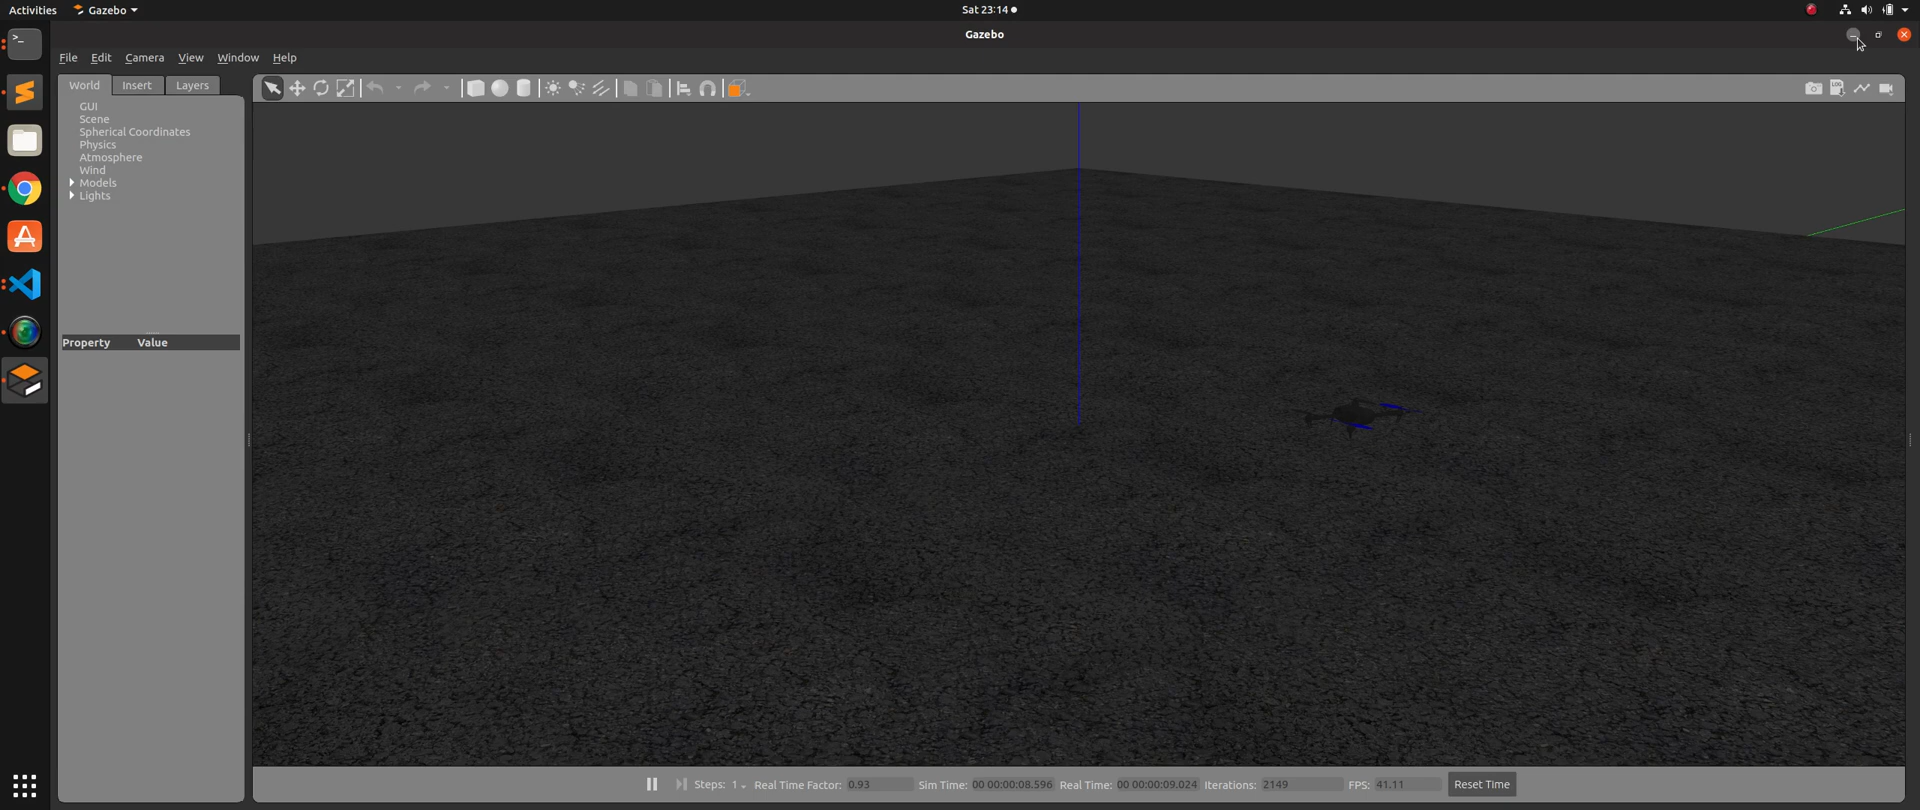 Activities Gazebo Sat 23:14
Gazebo
File Edit Camera View Window Help
World Insert Layers
GUI
Scene
Spherical Coordinates
Physics
Atmosphere
Wind
Models
Lights
Property Value
Steps: 1 Real Time Factor: 0.93 Sim Time: 00 00:00:08.596 Real Time: 00 00:00:09.024 Iterations: 2149 FPS: 41.11 Reset Time